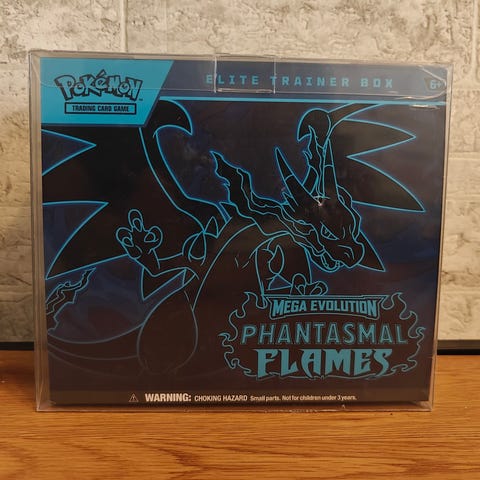 Pokémon
TRADING CARD GAME
ELITE TRAINER BOX
6+
MEGA EVOLUTION
PHANTASMAL
FLAMES
WARNING: CHOKING HAZARD Small parts. Not for children under 3 years.